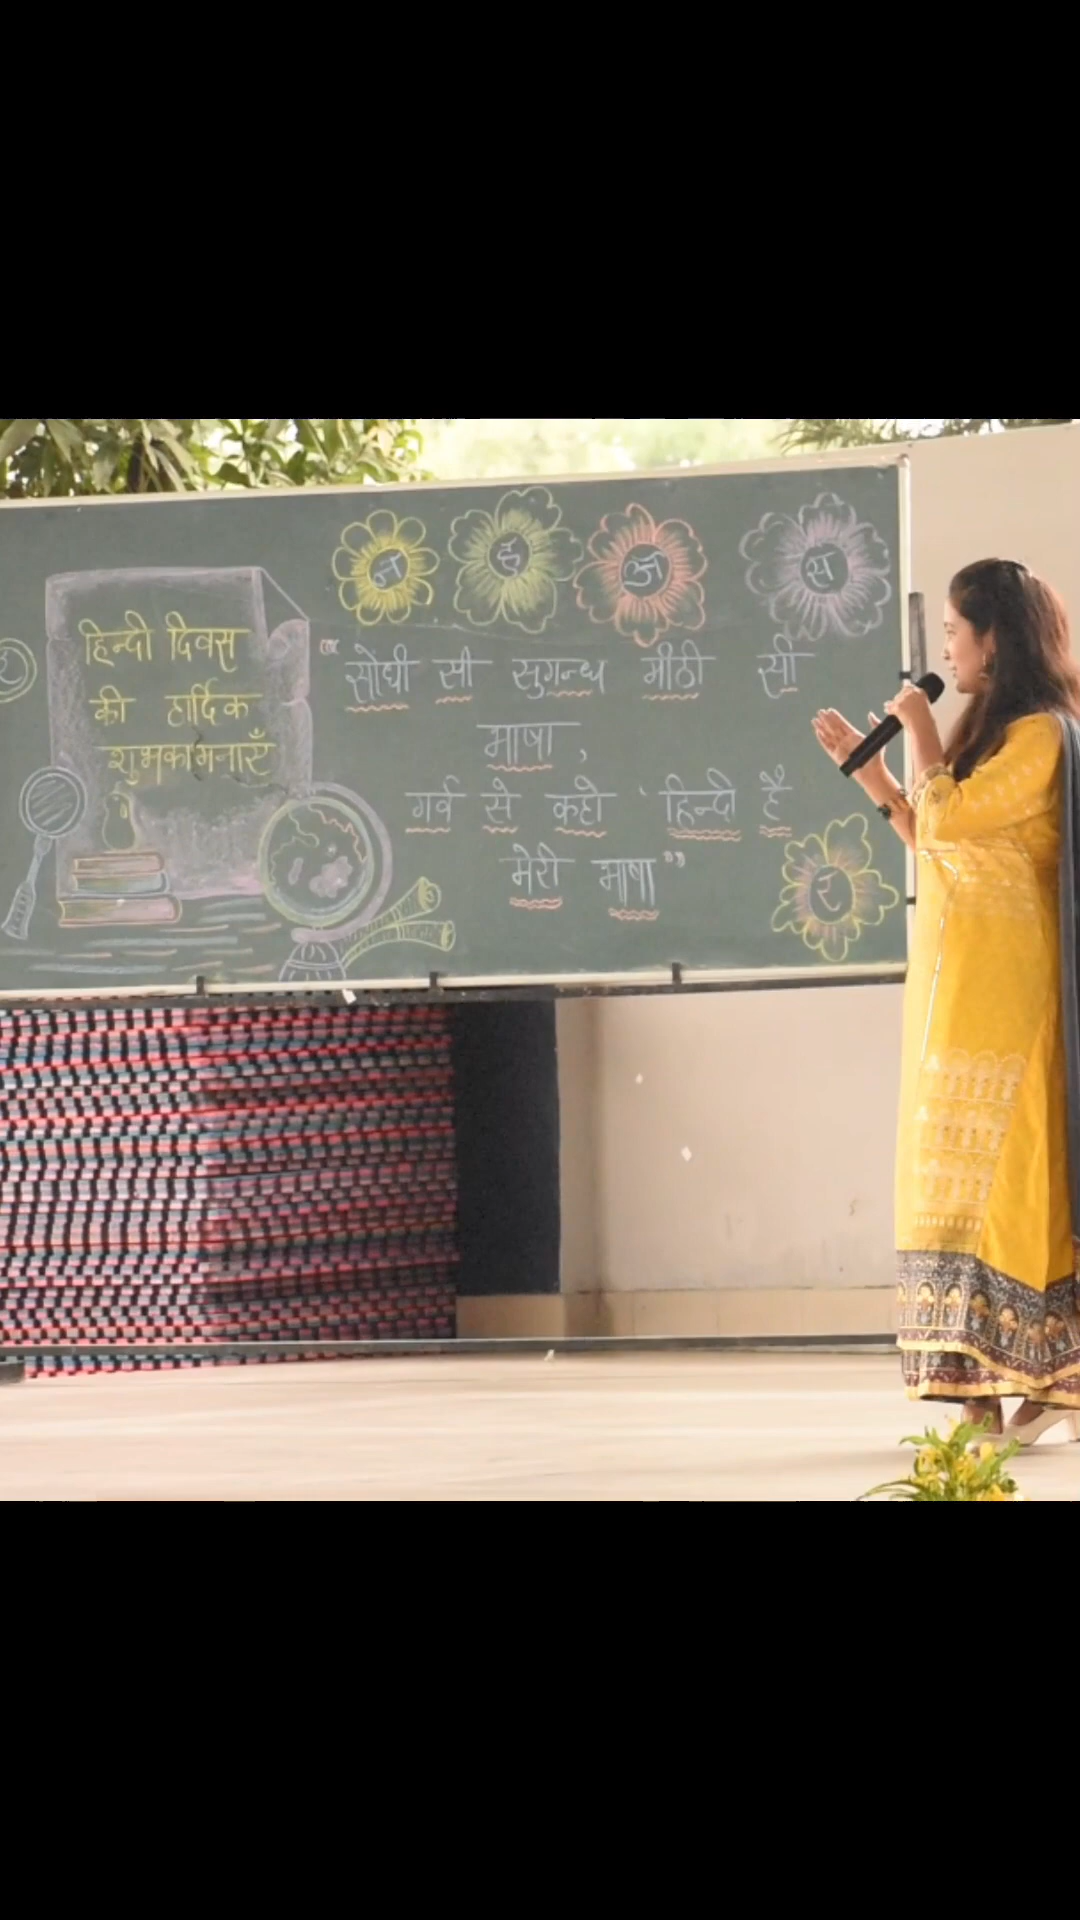 हिन्दी दिवस
की हार्दिक
शुभकामनाएँ
न ह अ स
"सोंधी सी सुगन्ध मीठी सी
भाषा,
गर्व से कहो 'हिन्दी है
मेरी भाषा'"